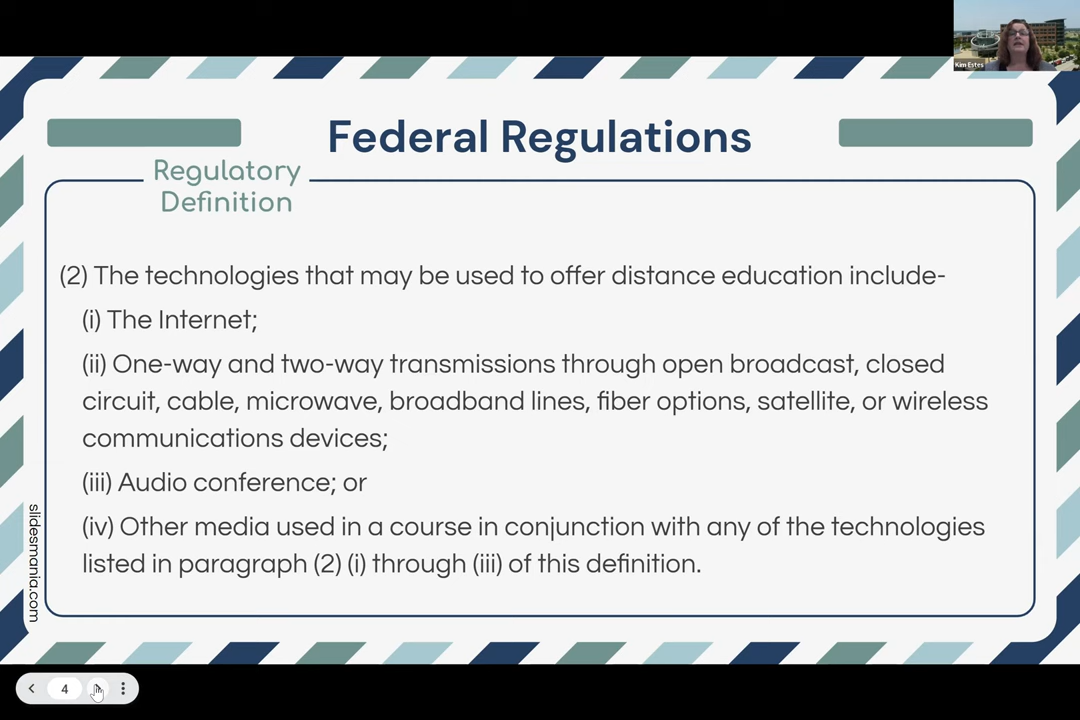 Kim Estes
Federal Regulations
Regulatory
Definition
(2) The technologies that may be used to offer distance education include-
(i) The Internet;
(ii) One-way and two-way transmissions through open broadcast, closed
circuit, cable, microwave, broadband lines, fiber options, satellite, or wireless
communications devices;
(iii) Audio conference; or
(iv) Other media used in a course in conjunction with any of the technologies
listed in paragraph (2) (i) through (iii) of this definition.
slidesmania.com
4